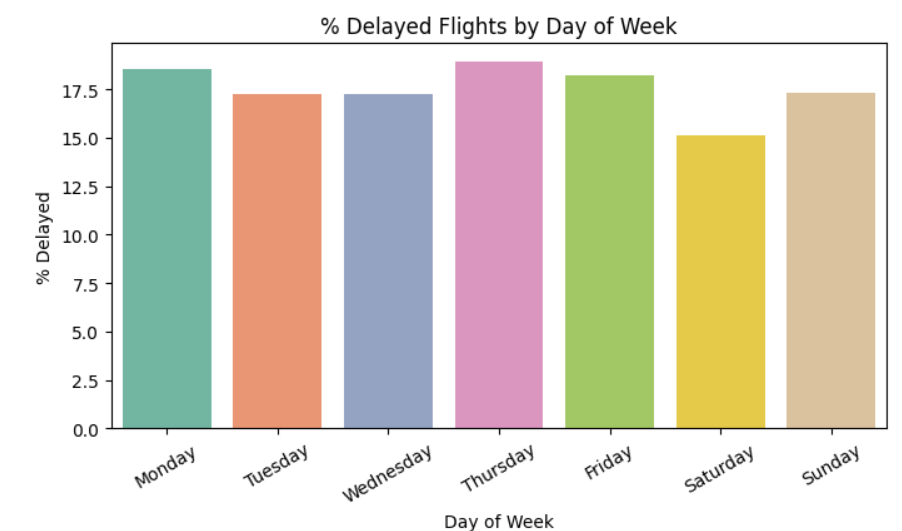 % Delayed Flights by Day of Week
% Delayed
17.5
15.0
12.5
10.0
7.5
5.0
2.5
0.0
Monday
Tuesday
Wednesday
Thursday
Friday
Saturday
Sunday
Day of Week